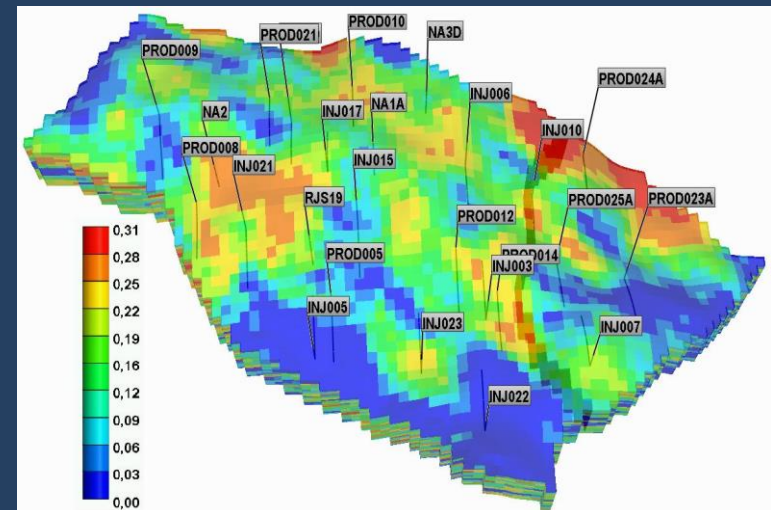 PROD009
PROD021
PROD010
NA3D
PROD024A
NA2
INJ017
NA1A
INJ006
INJ010
PROD008
INJ021
INJ015
RJS19
PROD012
PROD025A
PROD023A
PROD005
PROD014
INJ003
INJ005
INJ023
INJ007
INJ022
0,31
0,28
0,25
0,22
0,19
0,16
0,12
0,09
0,06
0,03
0,00